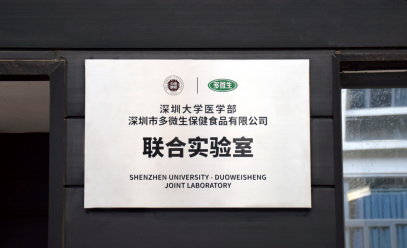 多微生
深圳大学医学部
深圳市多微生保健食品有限公司
联合实验室
SHENZHEN UNIVERSITY · DUOWEISHENG
JOINT LABORATORY